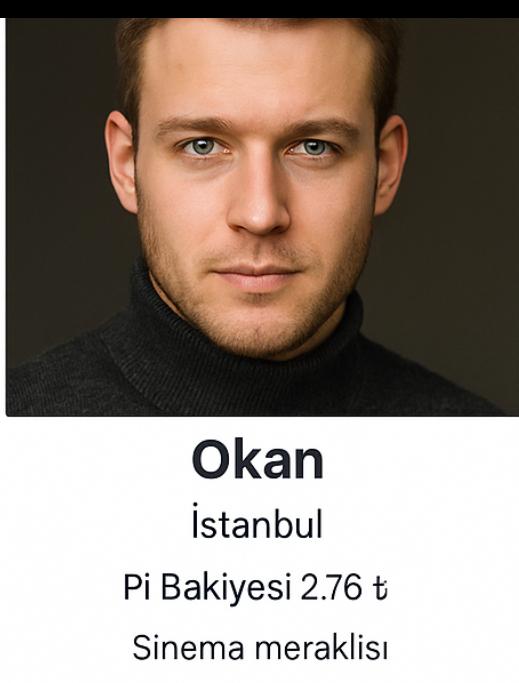 Okan
İstanbul
Pi Bakiyesi 2.76 ₺
Sinema meraklısı